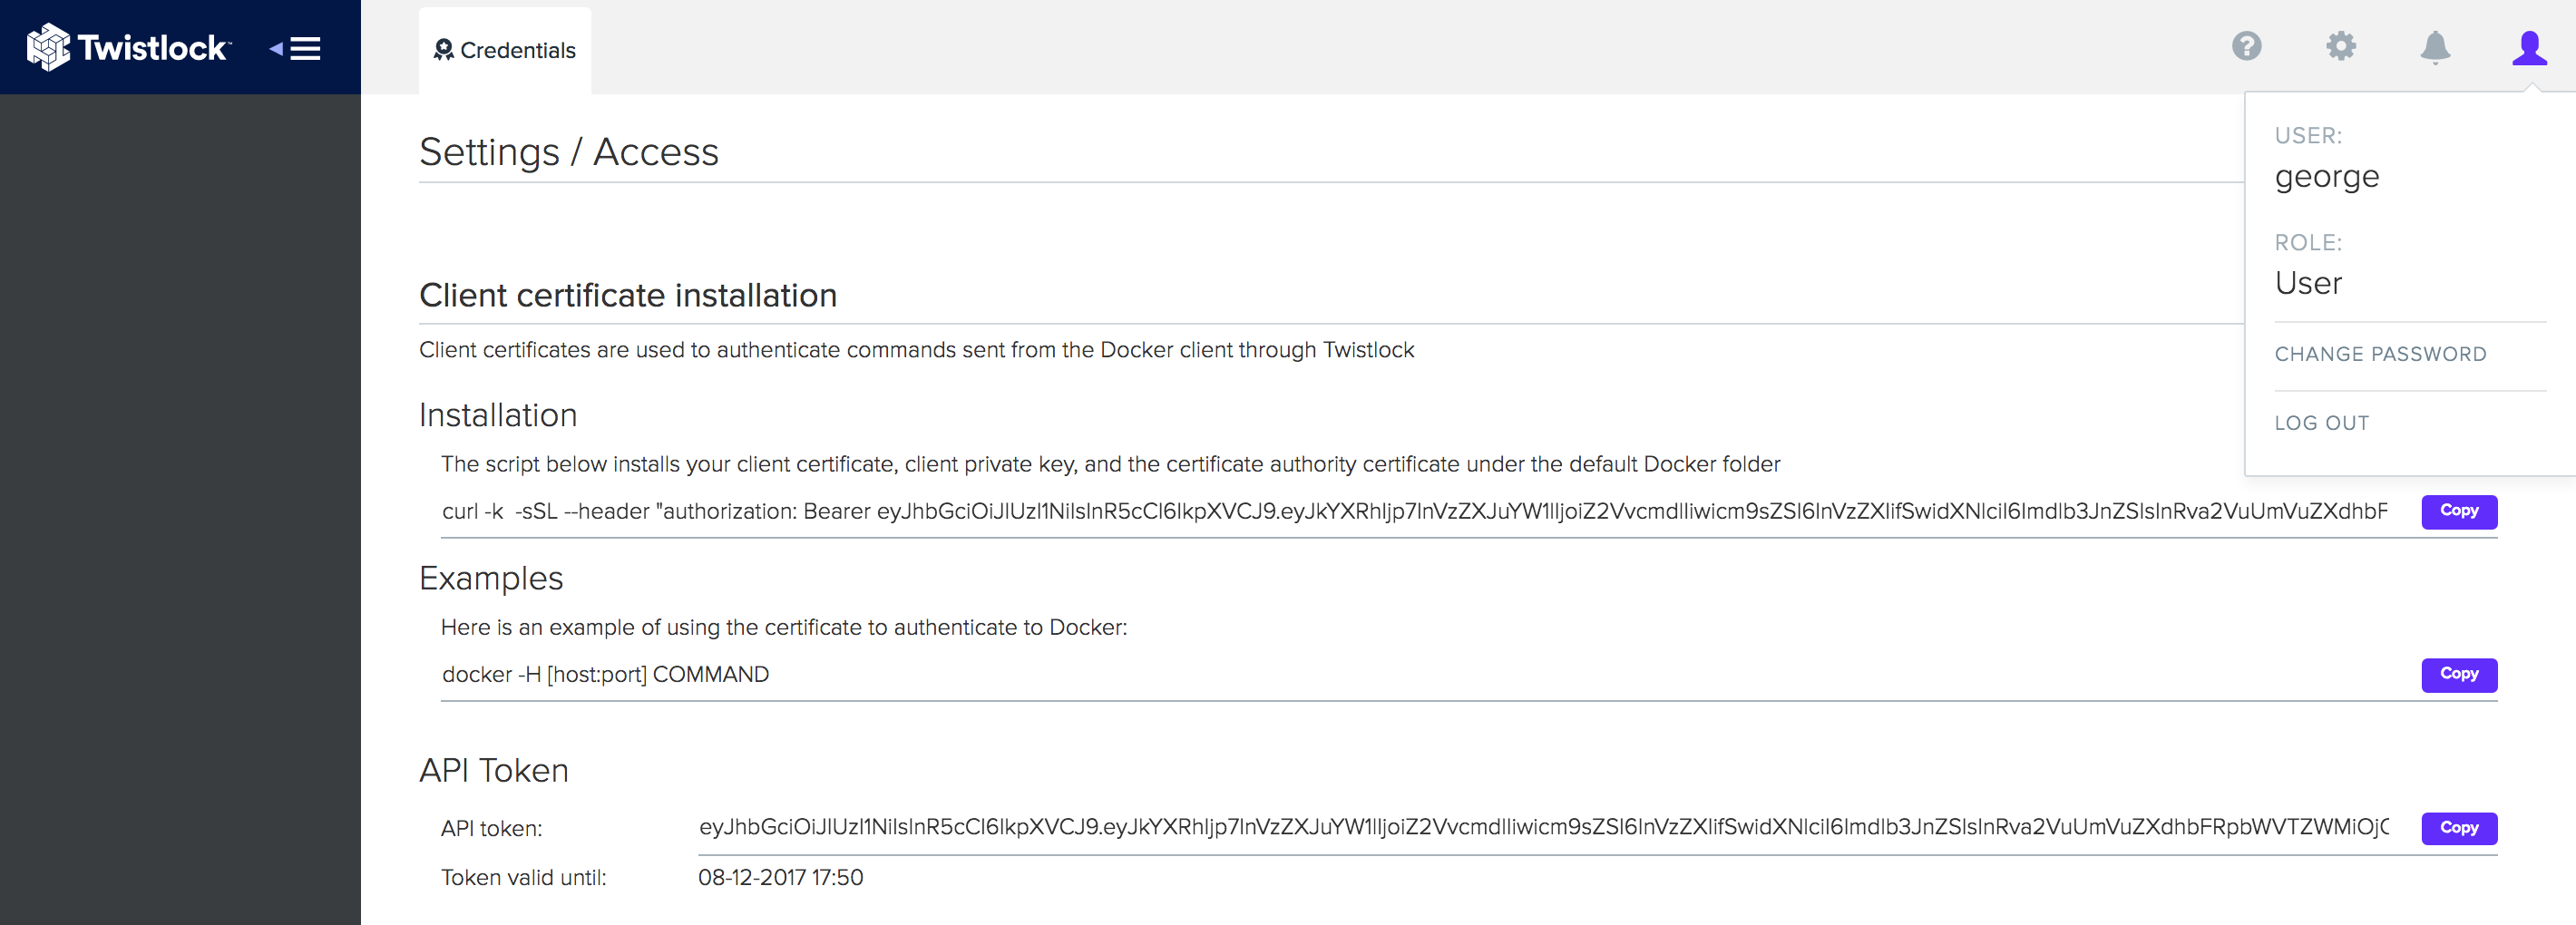 Twistlock™
Credentials
Settings / Access
Client certificate installation
Client certificates are used to authenticate commands sent from the Docker client through Twistlock
Installation
The script below installs your client certificate, client private key, and the certificate authority certificate under the default Docker folder
curl -k -sSL --header "authorization: Bearer eyJhbGciOiJIUzI1NiIsInR5cCI6IkpXVCJ9.eyJkYXRhIjp7InVzZXJuYW1lIjoiZ2VvcmdlIiwicm9sZSI6InVzZXIifSwidXNlciI6Imdlb3JnZSIsInRva2VuUmVuZXdhbF
Copy
Examples
Here is an example of using the certificate to authenticate to Docker:
docker -H [host:port] COMMAND
Copy
API Token
API token:
eyJhbGciOiJIUzI1NiIsInR5cCI6IkpXVCJ9.eyJkYXRhIjp7InVzZXJuYW1lIjoiZ2VvcmdlIiwicm9sZSI6InVzZXIifSwidXNlciI6Imdlb3JnZSIsInRva2VuUmVuZXdhbFRpbWVTZWMiOj
Copy
Token valid until:
08-12-2017 17:50
USER:
george
ROLE:
User
CHANGE PASSWORD
LOG OUT